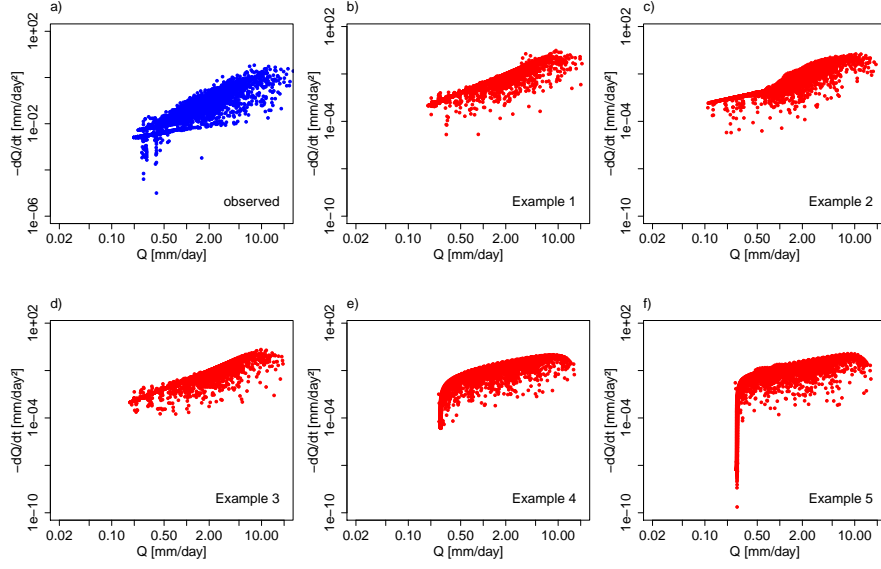 a)
1e+02
1e-02
1e-06
−dQ/dt [mm/day²]
observed
0.02 0.10 0.50 2.00 10.00
Q [mm/day]
b)
1e+02
1e-04
1e-10
−dQ/dt [mm/day²]
Example 1
0.02 0.10 0.50 2.00 10.00
Q [mm/day]
c)
1e+02
1e-04
1e-10
−dQ/dt [mm/day²]
Example 2
0.02 0.10 0.50 2.00 10.00
Q [mm/day]
d)
1e+02
1e-04
1e-10
−dQ/dt [mm/day²]
Example 3
0.02 0.10 0.50 2.00 10.00
Q [mm/day]
e)
1e+02
1e-04
1e-10
−dQ/dt [mm/day²]
Example 4
0.02 0.10 0.50 2.00 10.00
Q [mm/day]
f)
1e+02
1e-04
1e-10
−dQ/dt [mm/day²]
Example 5
0.02 0.10 0.50 2.00 10.00
Q [mm/day]